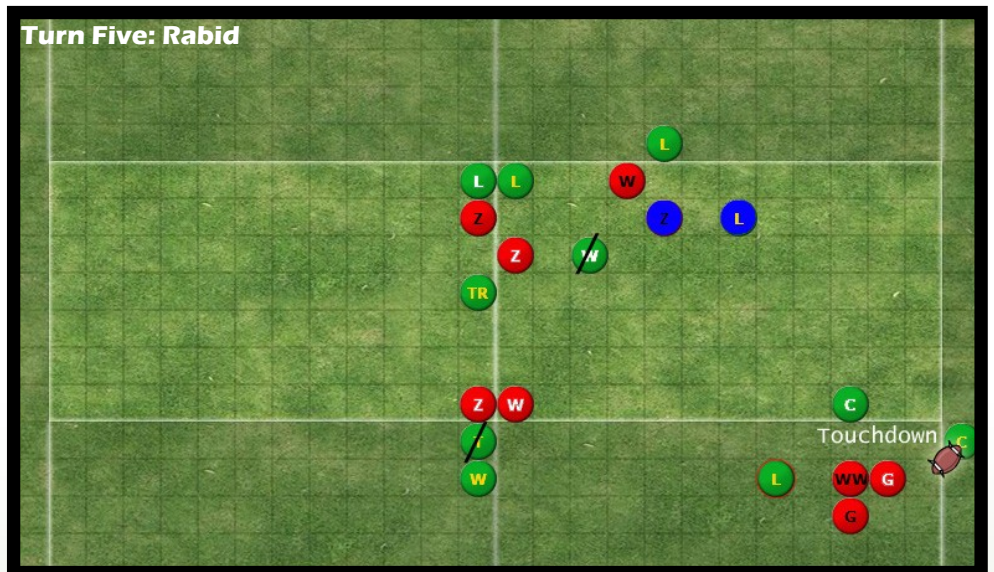 Turn Five: Rabid
L
L L W
Z Z L
Z W
TR
Z W C
Touchdown
T C
W L WW G
G